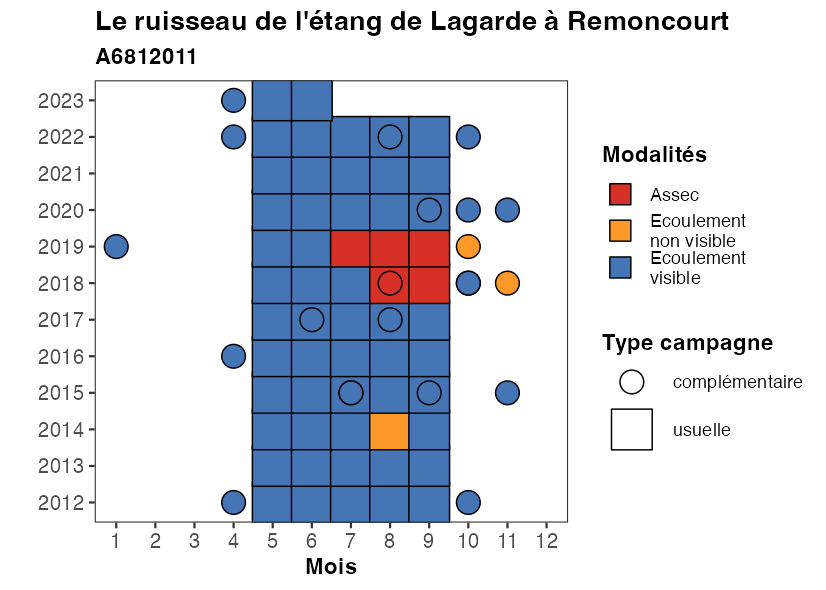 Le ruisseau de l'étang de Lagarde à Remoncourt
A6812011
2023
2022
2021
2020
2019
2018
2017
2016
2015
2014
2013
2012
1 2 3 4 5 6 7 8 9 10 11 12
Mois
Modalités
Assec
Ecoulement
non visible
Ecoulement
visible
Type campagne
complémentaire
usuelle